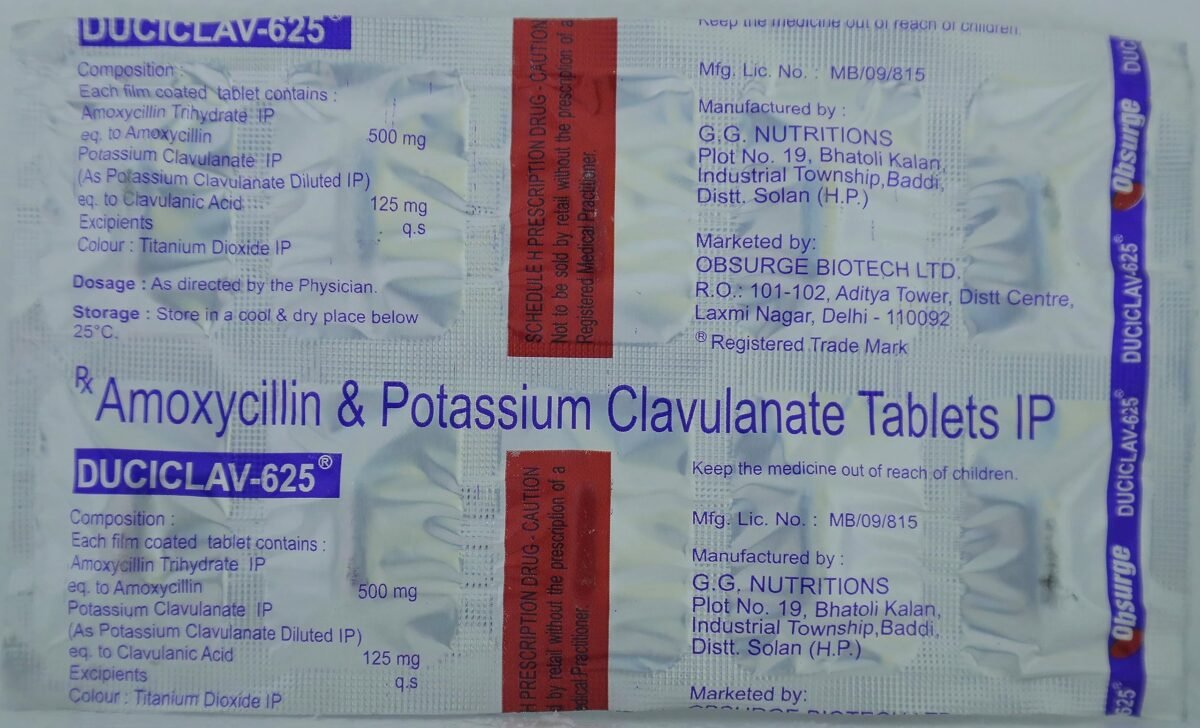 DUCICLAV-625®
Composition :
Each film coated tablet contains :
Amoxycillin Trihydrate IP
eq. to Amoxycillin 500 mg
Potassium Clavulanate IP
(As Potassium Clavulanate Diluted IP)
eq. to Clavulanic Acid 125 mg
Excipients q.s
Colour : Titanium Dioxide IP
Dosage : As directed by the Physician.
Storage : Store in a cool & dry place below
25°C.
SCHEDULE H PRESCRIPTION DRUG - CAUTION
Not to be sold by retail without the prescription of a
Registered Medical Practitioner.
Keep the medicine out of reach of children.
Mfg. Lic. No. : MB/09/815
Manufactured by :
G.G. NUTRITIONS
Plot No. 19, Bhatoli Kalan,
Industrial Township,Baddi,
Distt. Solan (H.P.)
Marketed by:
OBSURGE BIOTECH LTD.
R.O.: 101-102, Aditya Tower, Distt Centre,
Laxmi Nagar, Delhi - 110092
® Registered Trade Mark
Rx Amoxycillin & Potassium Clavulanate Tablets IP
DUCICLAV-625®
Composition :
Each film coated tablet contains :
Amoxycillin Trihydrate IP
eq. to Amoxycillin 500 mg
Potassium Clavulanate IP
(As Potassium Clavulanate Diluted IP)
eq. to Clavulanic Acid 125 mg
Excipients q.s
Colour : Titanium Dioxide IP
H PRESCRIPTION DRUG - CAUTION
d by retail without the prescription of a
edical Practitioner.
Keep the medicine out of reach of children.
Mfg. Lic. No. : MB/09/815
Manufactured by :
G.G. NUTRITIONS
Plot No. 19, Bhatoli Kalan,
Industrial Township,Baddi,
Distt. Solan (H.P.)
Marketed by:
OBSURGE BIOTECH LTD
625® Obsurge DUCICLAV-625® DUCICLAV-625® Obsurge DUC